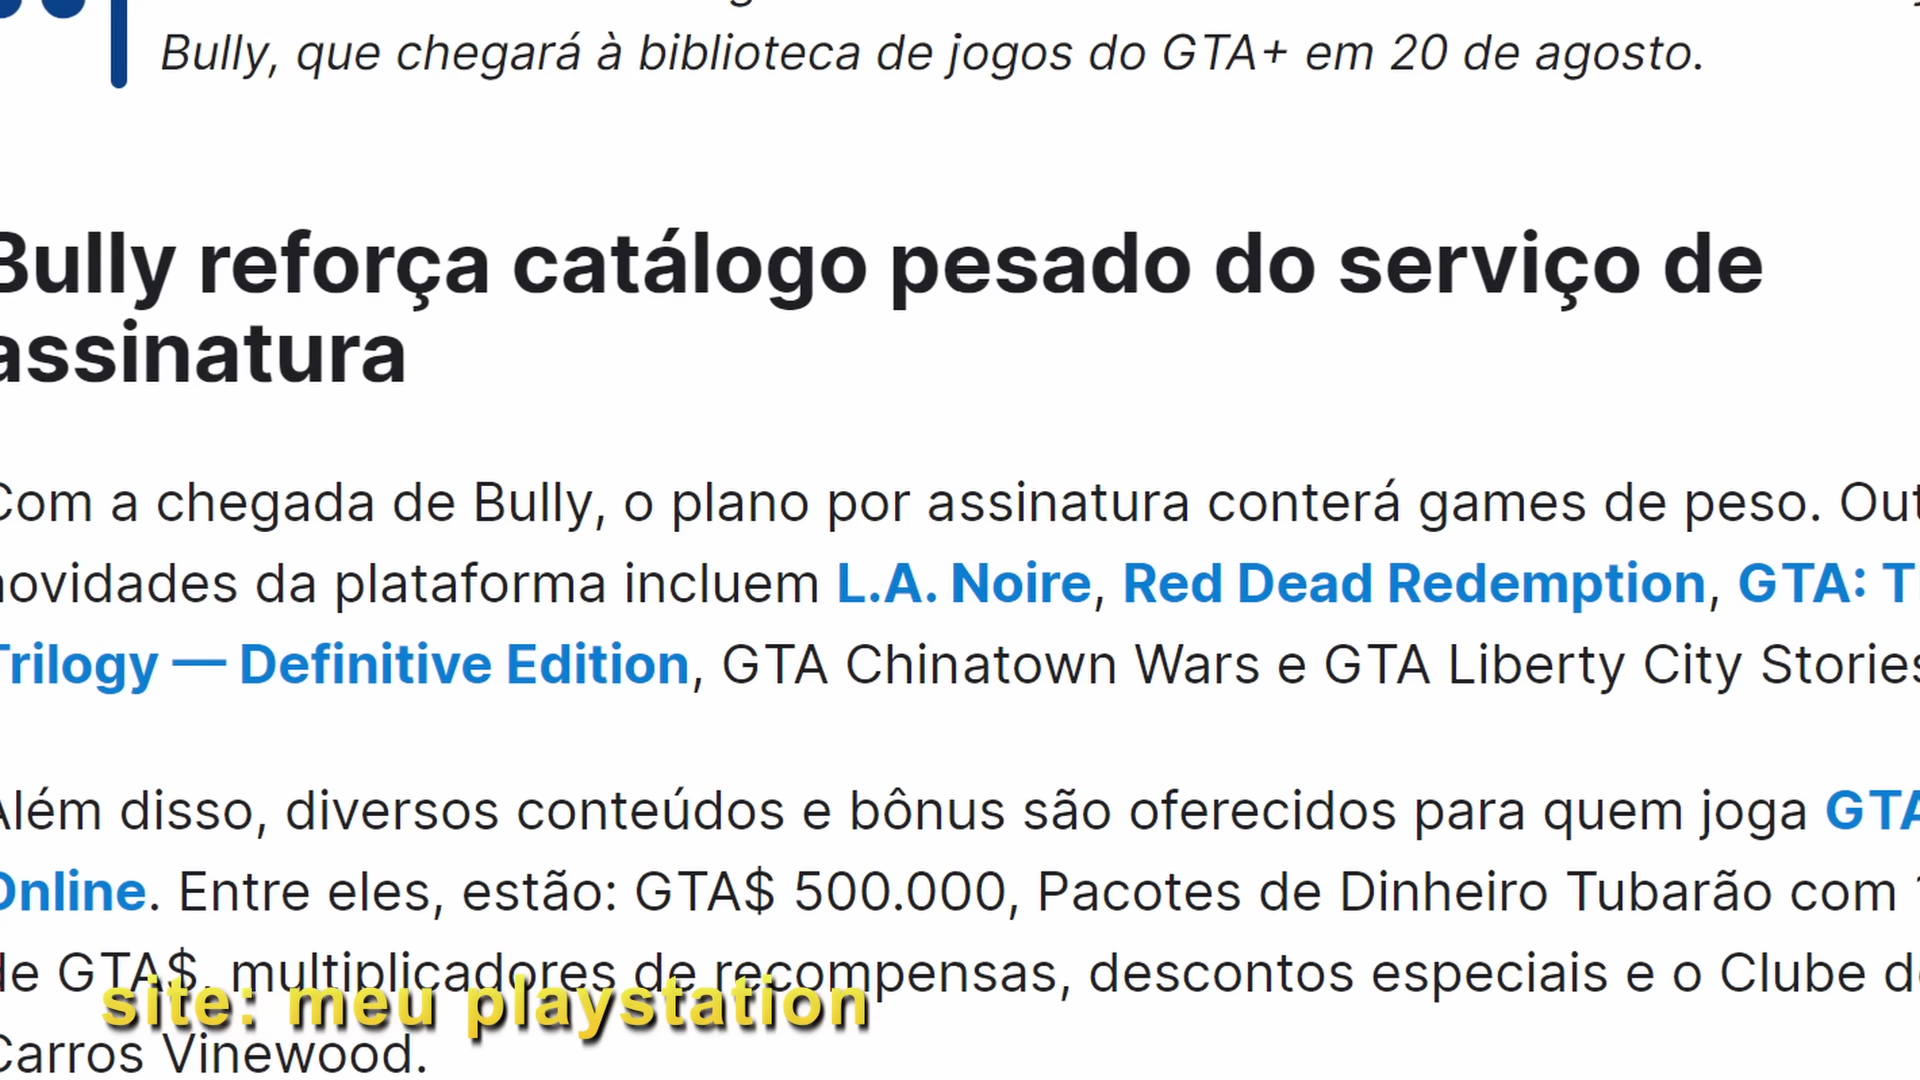 Bully, que chegará à biblioteca de jogos do GTA+ em 20 de agosto.
Bully reforça catálogo pesado do serviço de
assinatura
Com a chegada de Bully, o plano por assinatura conterá games de peso. Out
novidades da plataforma incluem L.A. Noire, Red Dead Redemption, GTA: T
Trilogy — Definitive Edition, GTA Chinatown Wars e GTA Liberty City Stories
Além disso, diversos conteúdos e bônus são oferecidos para quem joga GTA
Online. Entre eles, estão: GTA$ 500.000, Pacotes de Dinheiro Tubarão com
de GTA$, multiplicadores de recompensas, descontos especiais e o Clube d
site: meu playstation
Carros Vinewood.